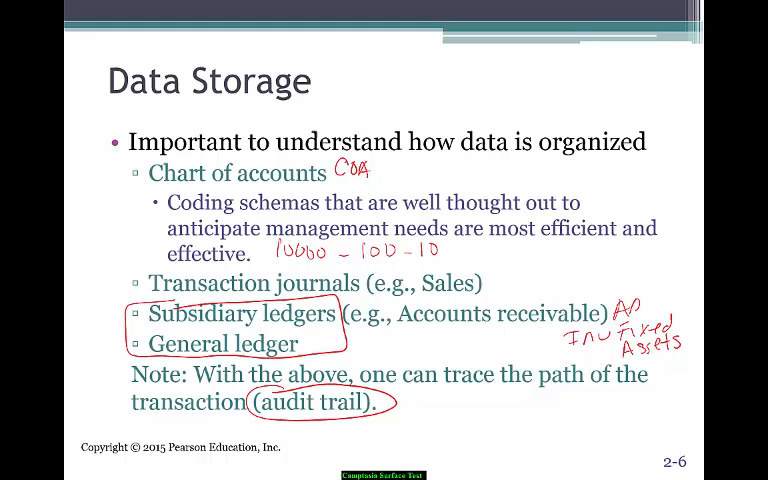 Data Storage
• Important to understand how data is organized
▫ Chart of accounts COA
• Coding schemas that are well thought out to
anticipate management needs are most efficient and
effective. 10000 - 100 - 10
▫ Transaction journals (e.g., Sales)
▫ Subsidiary ledgers (e.g., Accounts receivable) AP
Inv Fixed
Assets
▫ General ledger
Note: With the above, one can trace the path of the
transaction (audit trail).
Copyright © 2015 Pearson Education, Inc.
2-6
Camptasia Surface Test